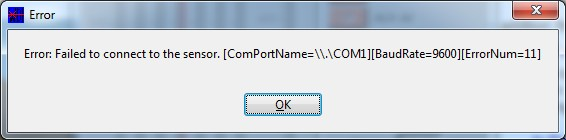 Error
Error: Failed to connect to the sensor. [ComPortName=\\.\COM1][BaudRate=9600][ErrorNum=11]
OK